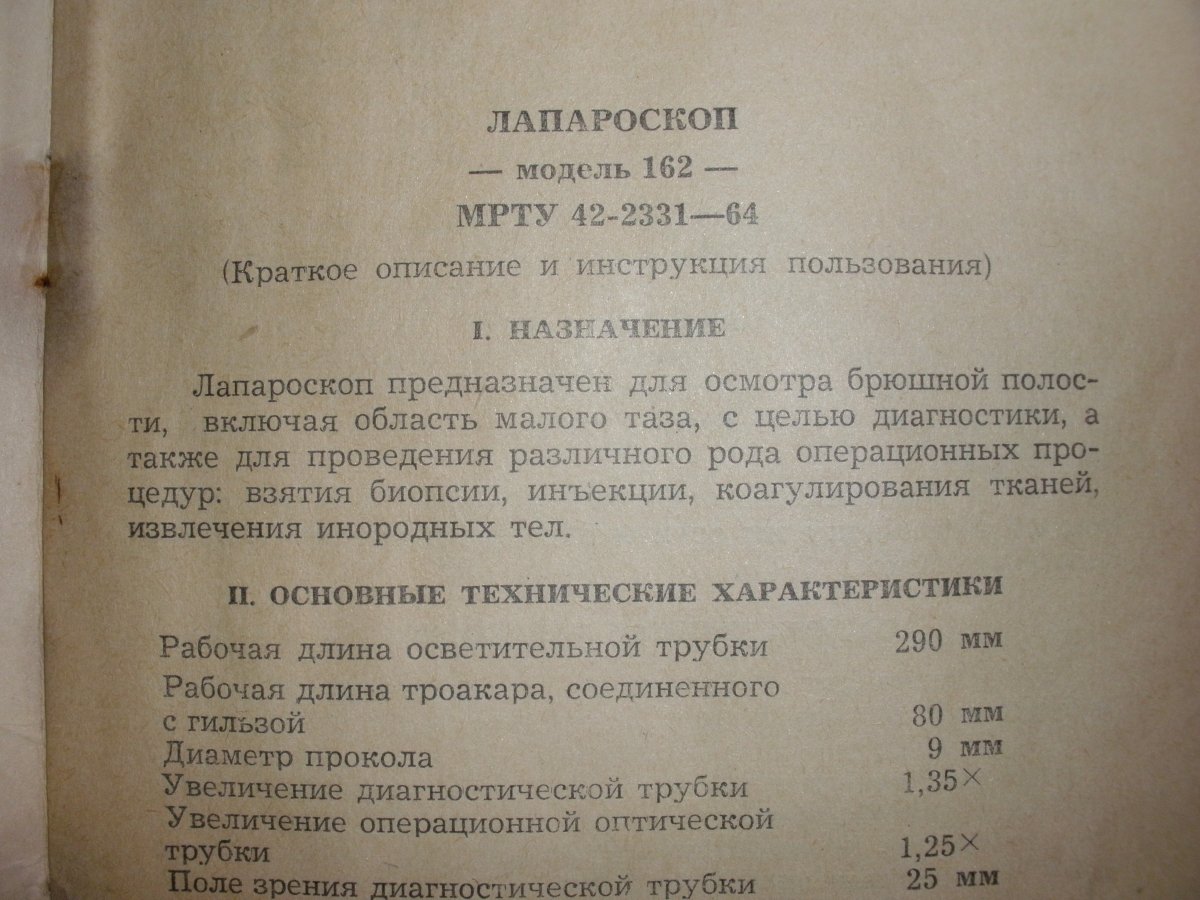 ЛАПАРОСКОП
— модель 162 —
МРТУ 42-2331—64
(Краткое описание и инструкция пользования)
I. НАЗНАЧЕНИЕ
Лапароскоп предназначен для осмотра брюшной полос-
ти, включая область малого таза, с целью диагностики, а
также для проведения различного рода операционных про-
цедур: взятия биопсии, инъекции, коагулирования тканей,
извлечения инородных тел.
II. ОСНОВНЫЕ ТЕХНИЧЕСКИЕ ХАРАКТЕРИСТИКИ
Рабочая длина осветительной трубки 290 мм
Рабочая длина троакара, соединенного
с гильзой 80 мм
Диаметр прокола 9 мм
Увеличение диагностической трубки 1,35×
Увеличение операционной оптической
трубки 1,25×
Поле зрения диагностической трубки 25 мм